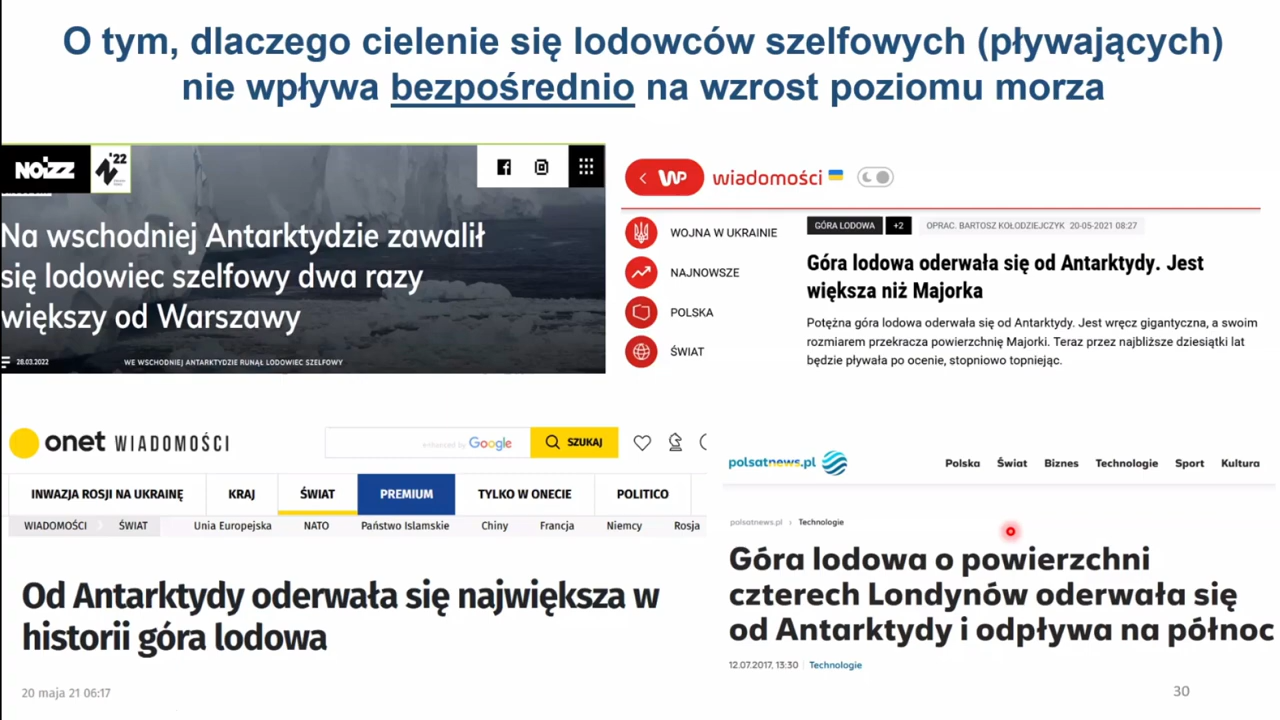 O tym, dlaczego cielenie się lodowców szelfowych (pływających)
nie wpływa bezpośrednio na wzrost poziomu morza
NOIZZ
'22
Na wschodniej Antarktydzie zawalił
się lodowiec szelfowy dwa razy
większy od Warszawy
28.03.2022
WE WSCHODNIEJ ANTARKTYDZIE RUNĄŁ LODOWIEC SZELFOWY
WP wiadomości
WOJNA W UKRAINIE
NAJNOWSZE
POLSKA
ŚWIAT
GÓRA LODOWA +2 OPRAC. BARTOSZ KOŁODZIEJCZYK 20-05-2021 08:27
Góra lodowa oderwała się od Antarktydy. Jest
większa niż Majorka
Potężna góra lodowa oderwała się od Antarktydy. Jest wręcz gigantyczna, a swoim
rozmiarem przekracza powierzchnię Majorki. Teraz przez najbliższe dziesiątki lat
będzie pływała po ocenie, stopniowo topniejąc.
onet WIADOMOŚCI
enhanced by Google
SZUKAJ
INWAZJA ROSJI NA UKRAINĘ KRAJ ŚWIAT PREMIUM TYLKO W ONECIE POLITICO
WIADOMOŚCI ŚWIAT Unia Europejska NATO Państwo Islamskie Chiny Francja Niemcy Rosja
Od Antarktydy oderwała się największa w
historii góra lodowa
20 maja 21 06:17
polsatnews.pl
Polska Świat Biznes Technologie Sport Kultura
polsatnews.pl › Technologie
Góra lodowa o powierzchni
czterech Londynów oderwała się
od Antarktydy i odpływa na północ
12.07.2017, 13:30 Technologie
30